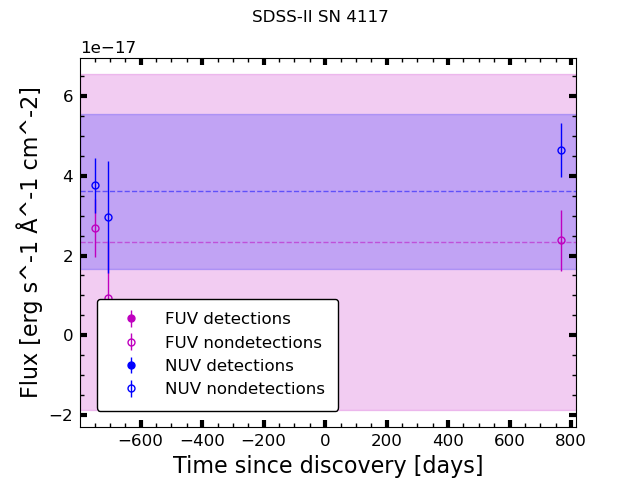 SDSS-II SN 4117
1e−17
6
4
2
0
−2
Flux [erg s^-1 Å^-1 cm^-2]
FUV detections
FUV nondetections
NUV detections
NUV nondetections
−600 −400 −200 0 200 400 600 800
Time since discovery [days]